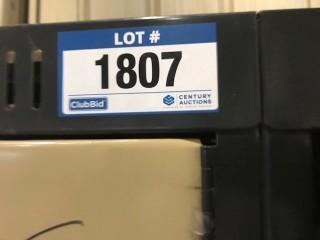 LOT #
1807
ClubBid
CENTURY
AUCTIONS